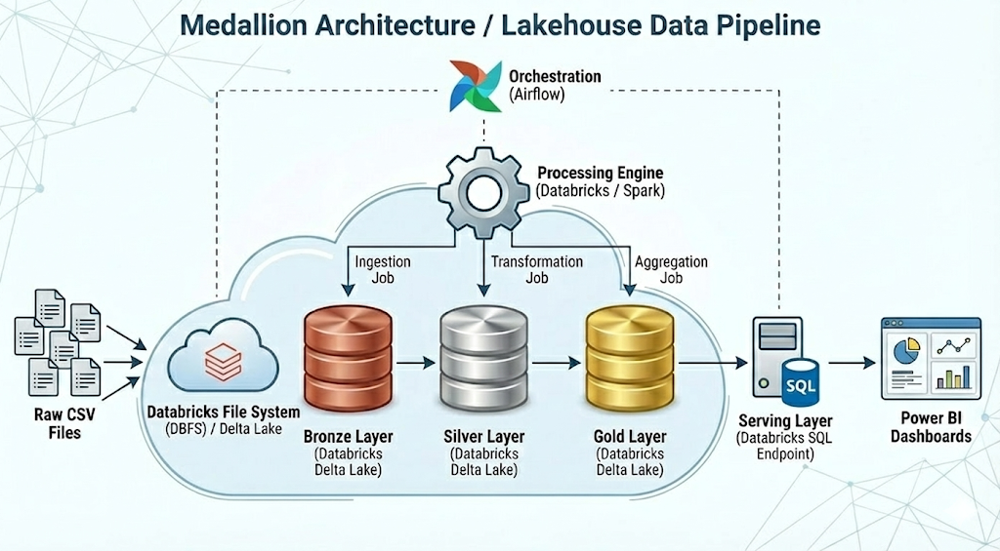 Medallion Architecture / Lakehouse Data Pipeline
Orchestration
(Airflow)
Processing Engine
(Databricks / Spark)
Ingestion
Job
Transformation
Job
Aggregation
Job
Raw CSV
Files
Databricks File System
(DBFS) / Delta Lake
Bronze Layer
(Databricks
Delta Lake)
Silver Layer
(Databricks
Delta Lake)
Gold Layer
(Databricks
Delta Lake)
SQL
Serving Layer
(Databricks SQL
Endpoint)
Power BI
Dashboards